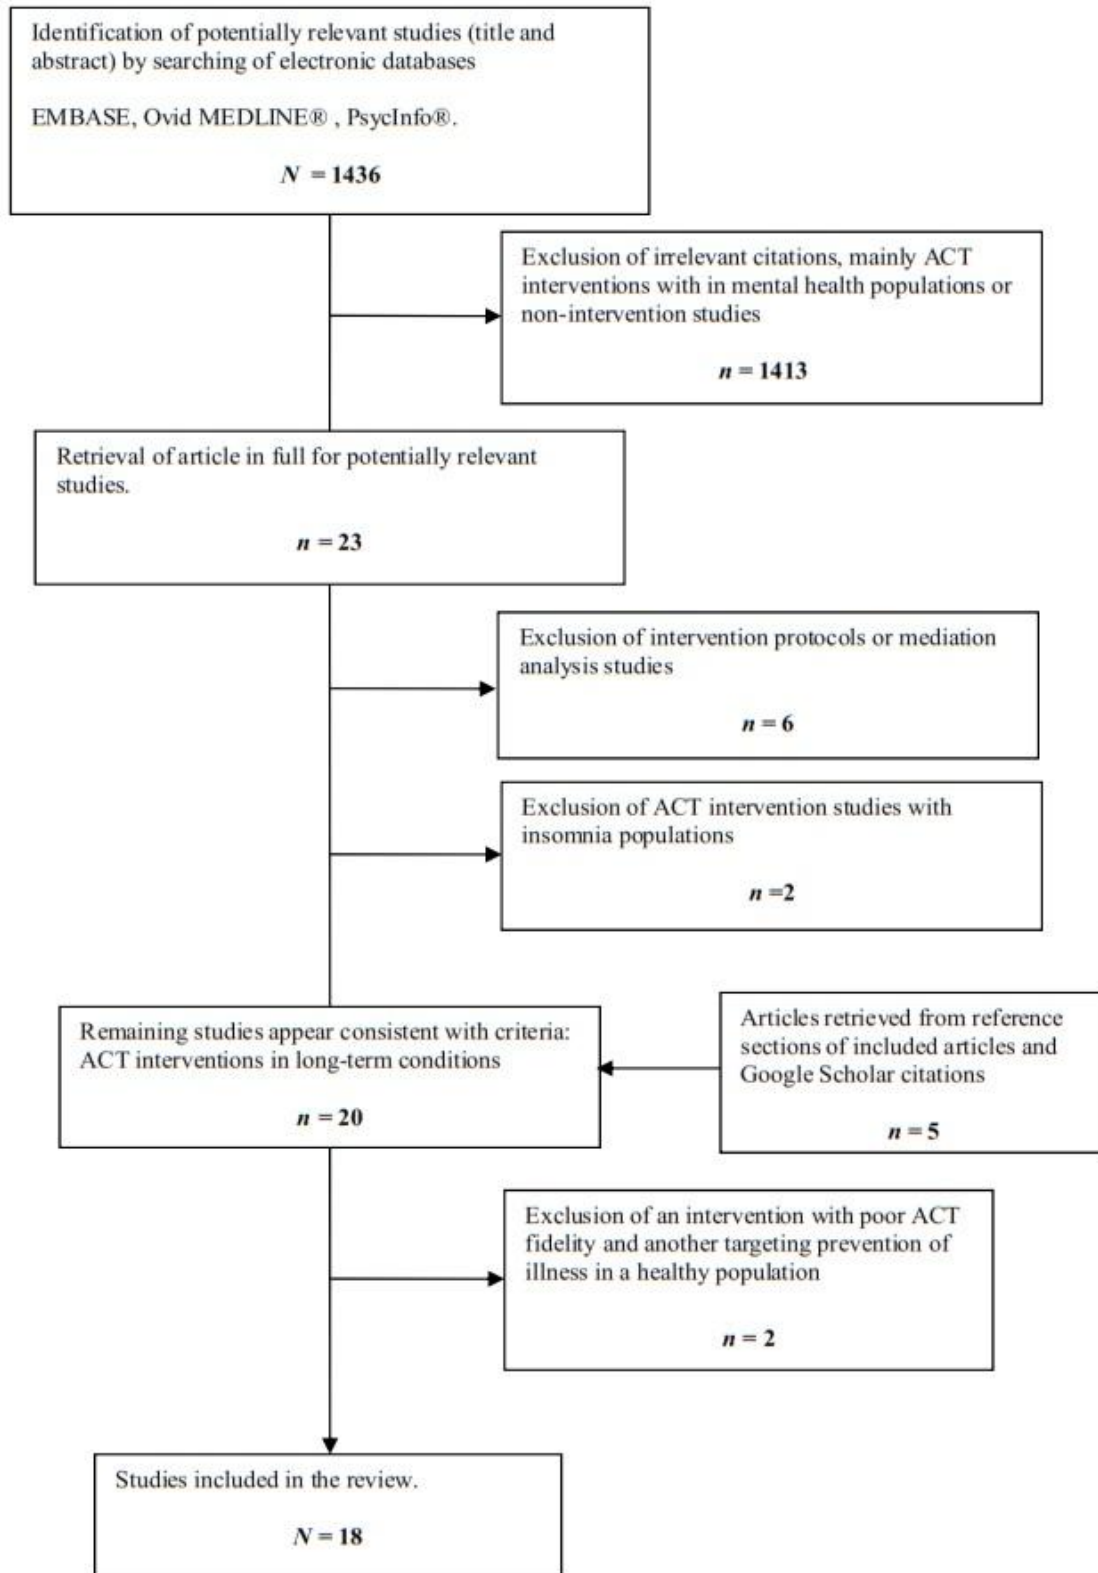 Identification of potentially relevant studies (title and
abstract) by searching of electronic databases
EMBASE, Ovid MEDLINE® , PsycInfo®.
N = 1436
Exclusion of irrelevant citations, mainly ACT
interventions with in mental health populations or
non-intervention studies
n = 1413
Retrieval of article in full for potentially relevant
studies.
n = 23
Exclusion of intervention protocols or mediation
analysis studies
n = 6
Exclusion of ACT intervention studies with
insomnia populations
n =2
Remaining studies appear consistent with criteria:
ACT interventions in long-term conditions
n = 20
Articles retrieved from reference
sections of included articles and
Google Scholar citations
n = 5
Exclusion of an intervention with poor ACT
fidelity and another targeting prevention of
illness in a healthy population
n = 2
Studies included in the review.
N = 18